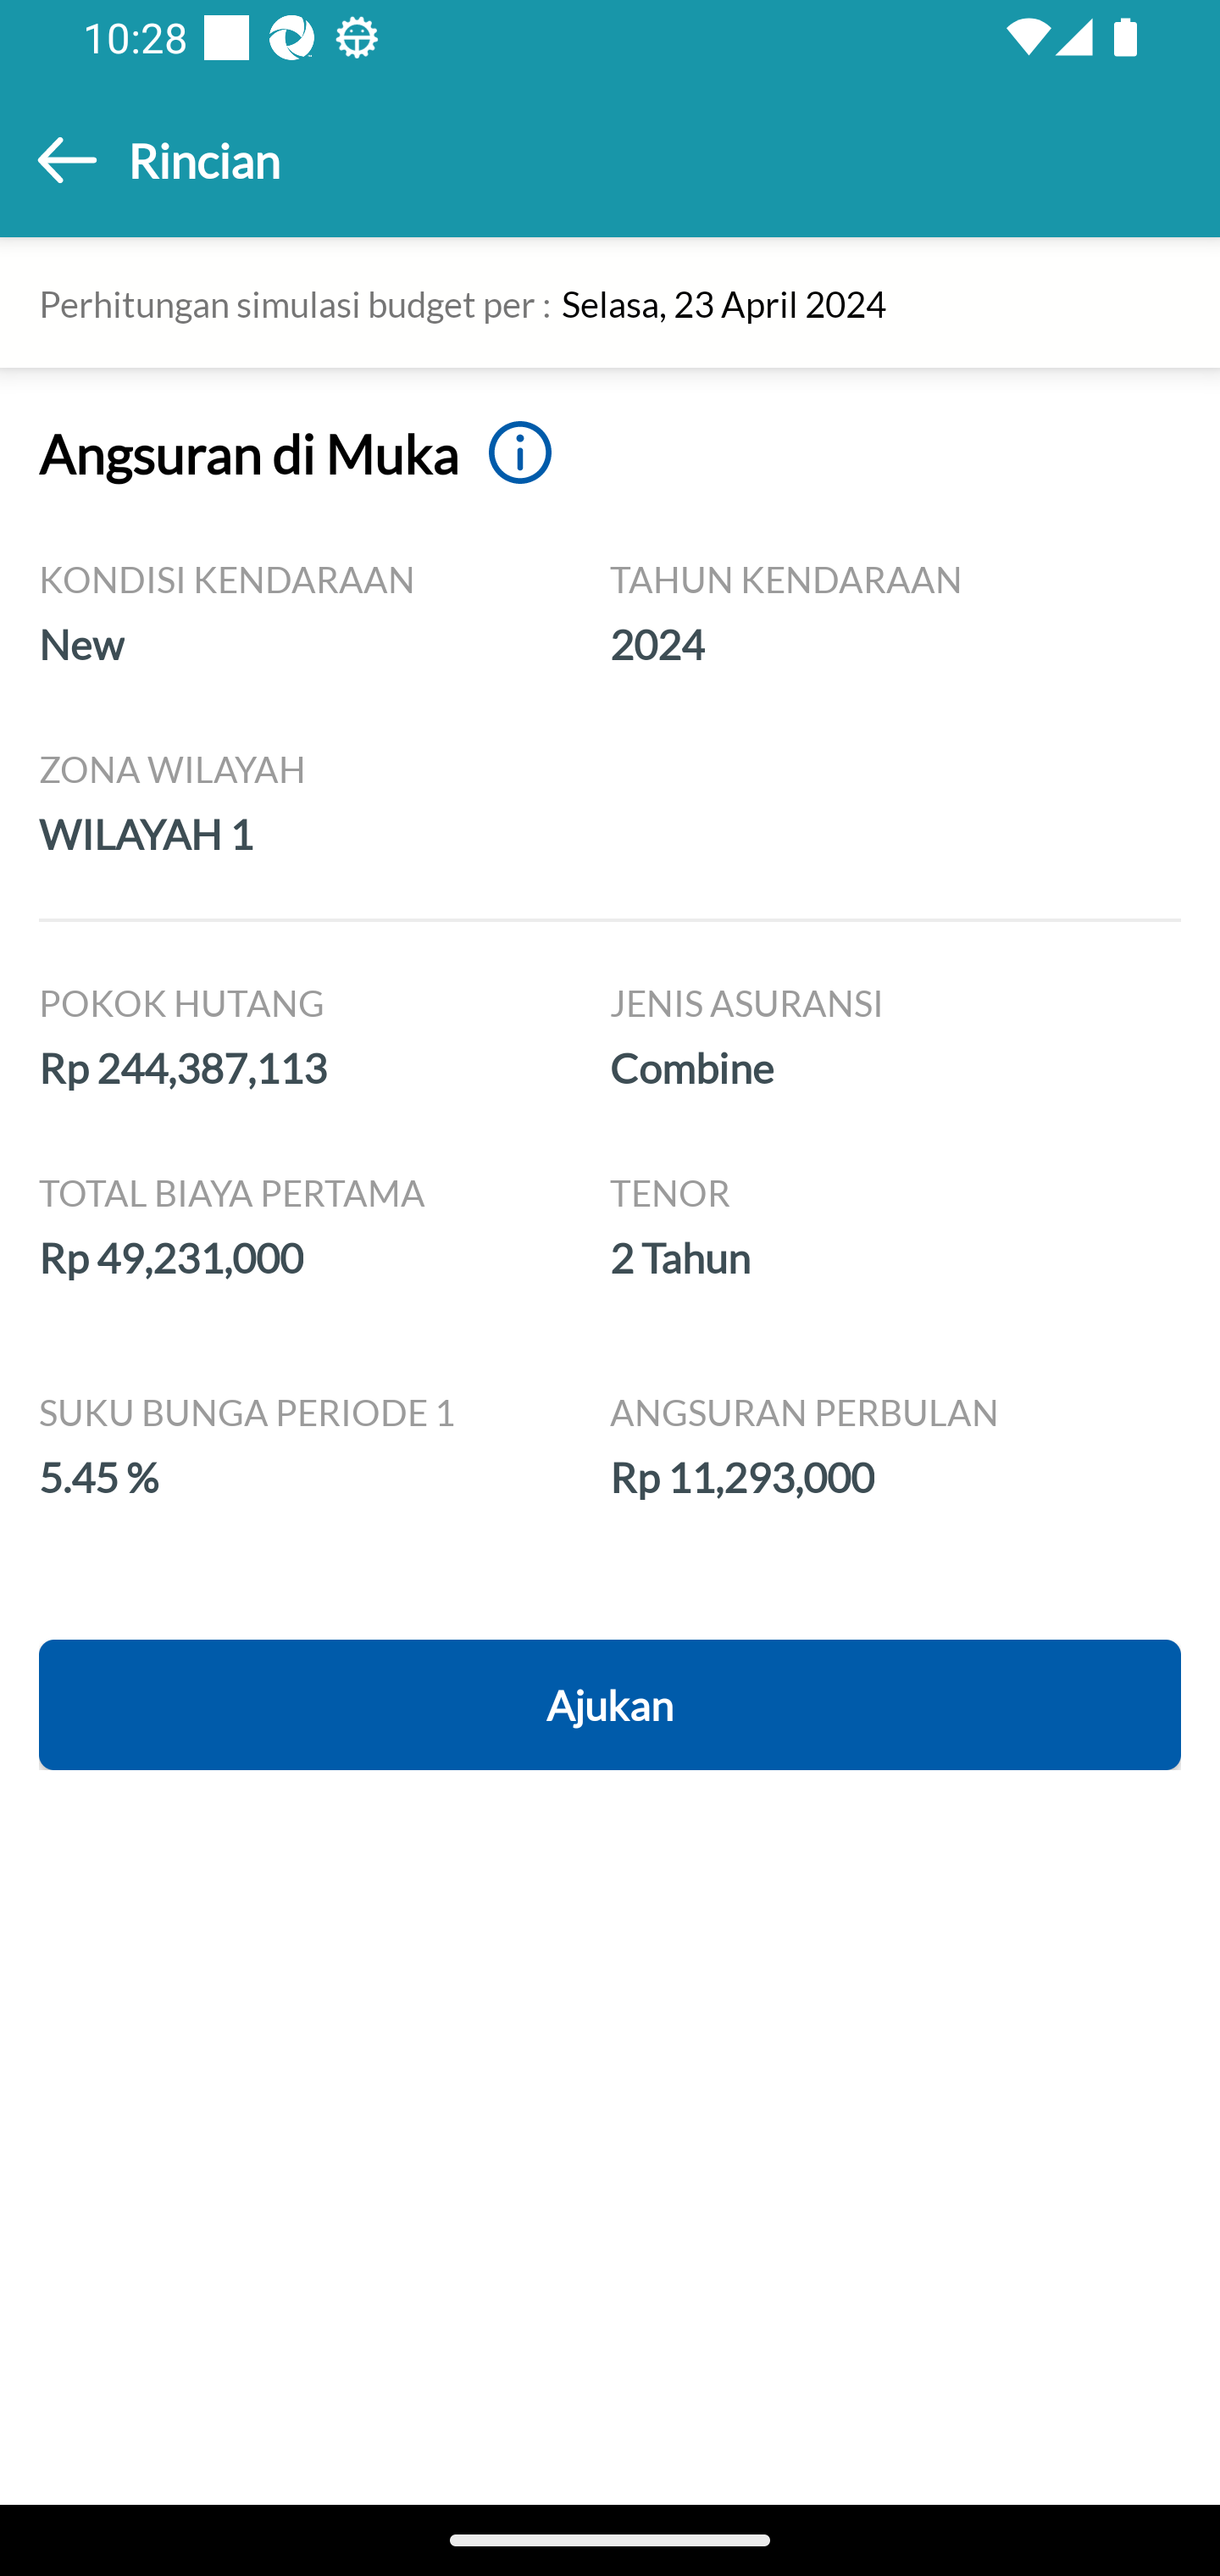 10:28
Rincian
Perhitungan simulasi budget per : Selasa, 23 April 2024
Angsuran di Muka
KONDISI KENDARAAN TAHUN KENDARAAN
New 2024
ZONA WILAYAH
WILAYAH 1
POKOK HUTANG JENIS ASURANSI
Rp 244,387,113 Combine
TOTAL BIAYA PERTAMA TENOR
Rp 49,231,000 2 Tahun
SUKU BUNGA PERIODE 1 ANGSURAN PERBULAN
5.45 % Rp 11,293,000
Ajukan